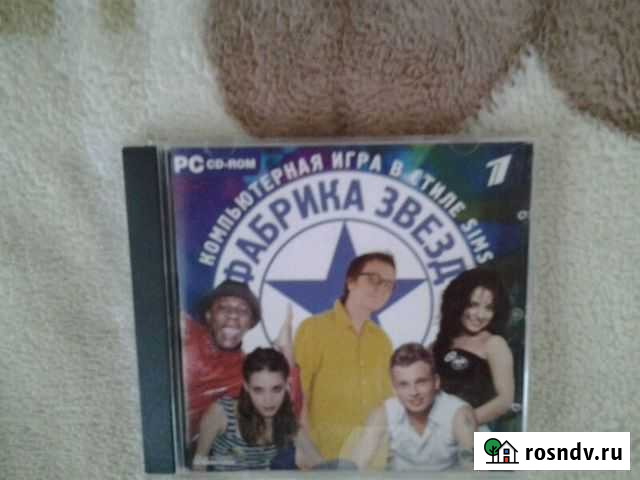 PC CD-ROM
КОМПЬЮТЕРНАЯ ИГРА В СТИЛЕ SIMS
ФАБРИКА ЗВЕЗД
1
rosndv.ru